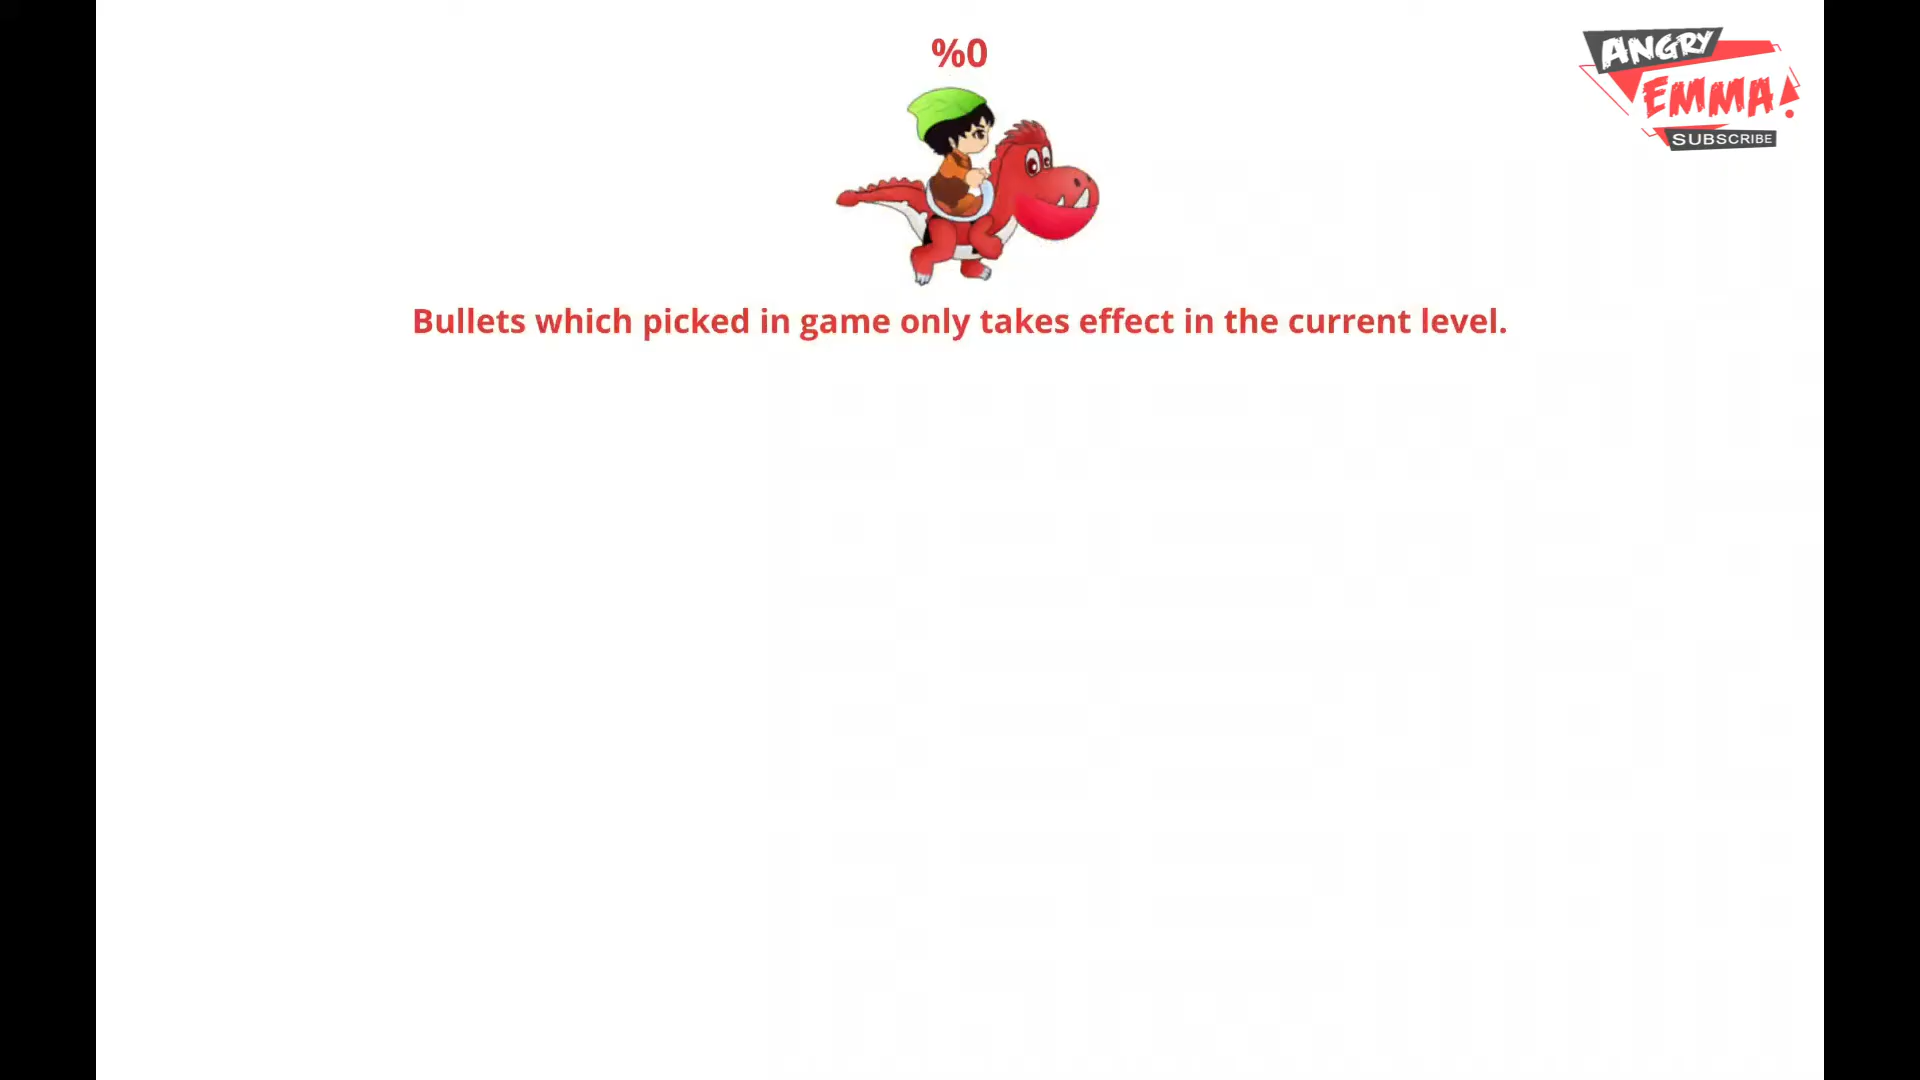 %0
ANGRY
EMMA!
SUBSCRIBE
Bullets which picked in game only takes effect in the current level.